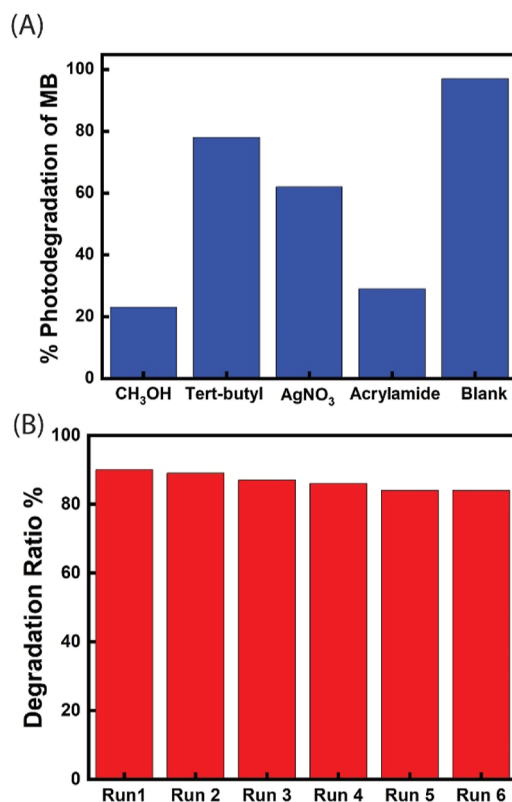 (A)
% Photodegradation of MB
100
80
60
40
20
0
CH₃OH Tert-butyl AgNO₃ Acrylamide Blank
(B)
Degradation Ratio %
100
80
60
40
20
0
Run1 Run 2 Run 3 Run 4 Run 5 Run 6